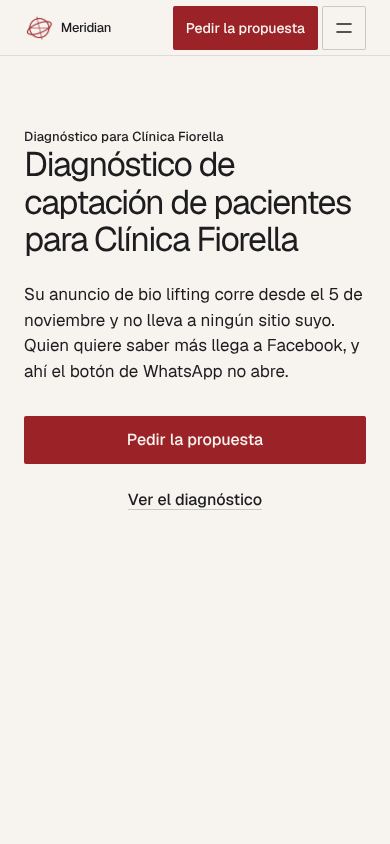 Meridian
Pedir la propuesta
Diagnóstico para Clínica Fiorella
Diagnóstico de
captación de pacientes
para Clínica Fiorella
Su anuncio de bio lifting corre desde el 5 de
noviembre y no lleva a ningún sitio suyo.
Quien quiere saber más llega a Facebook, y
ahí el botón de WhatsApp no abre.
Pedir la propuesta
Ver el diagnóstico